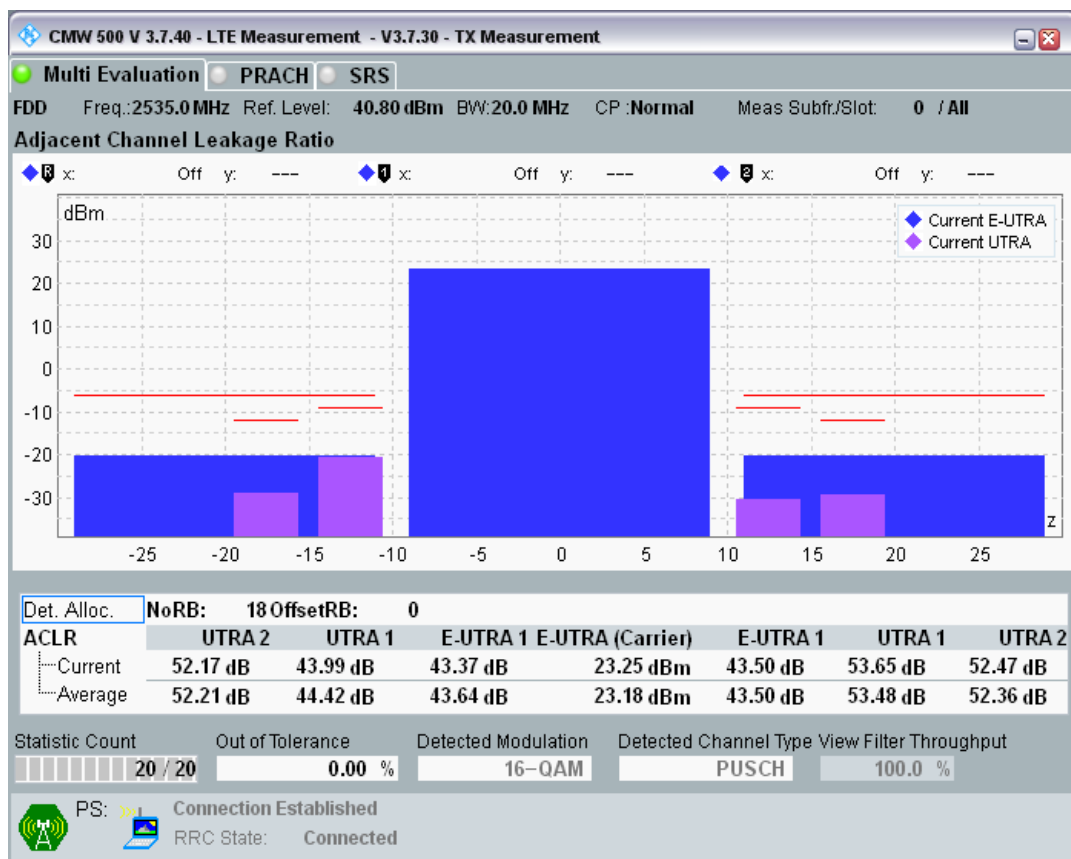 CMW 500 V 3.7.40 - LTE Measurement - V3.7.30 - TX Measurement
Multi Evaluation PRACH SRS
FDD Freq.:2535.0 MHz Ref. Level: 40.80 dBm BW:20.0 MHz CP :Normal Meas Subfr./Slot: 0 / All
Adjacent Channel Leakage Ratio
R x: Off y: --- 1 x: Off y: --- 2 x: Off y: ---
dBm
Current E-UTRA
Current UTRA
30
20
10
0
-10
-20
-30
z
-25 -20 -15 -10 -5 0 5 10 15 20 25
Det. Alloc. NoRB: 18 OffsetRB: 0
ACLR UTRA 2 UTRA 1 E-UTRA 1 E-UTRA (Carrier) E-UTRA 1 UTRA 1 UTRA 2
Current 52.17 dB 43.99 dB 43.37 dB 23.25 dBm 43.50 dB 53.65 dB 52.47 dB
Average 52.21 dB 44.42 dB 43.64 dB 23.18 dBm 43.50 dB 53.48 dB 52.36 dB
Statistic Count Out of Tolerance Detected Modulation Detected Channel Type View Filter Throughput
20 / 20 0.00 % 16-QAM PUSCH 100.0 %
PS: Connection Established
RRC State: Connected